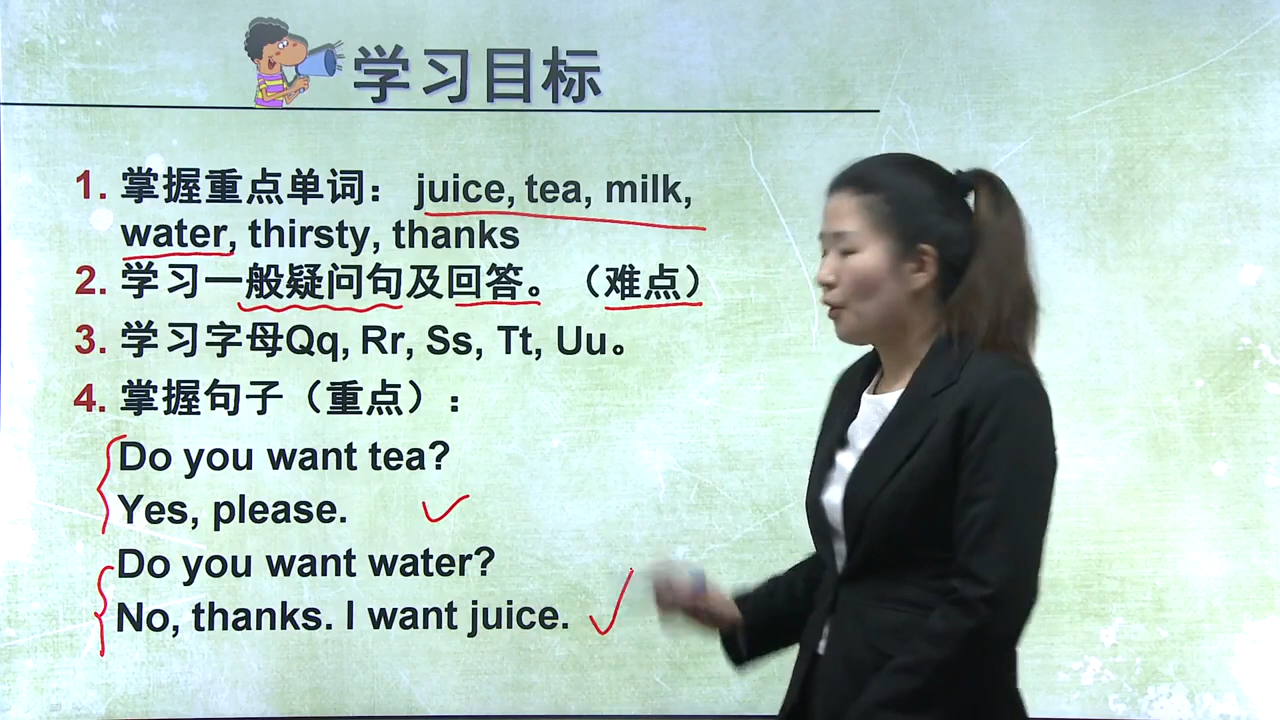 学习目标
1. 掌握重点单词： juice, tea, milk,
water, thirsty, thanks
2. 学习一般疑问句及回答。（难点）
3. 学习字母Qq, Rr, Ss, Tt, Uu。
4. 掌握句子（重点）：
Do you want tea?
Yes, please.
Do you want water?
No, thanks. I want juice.